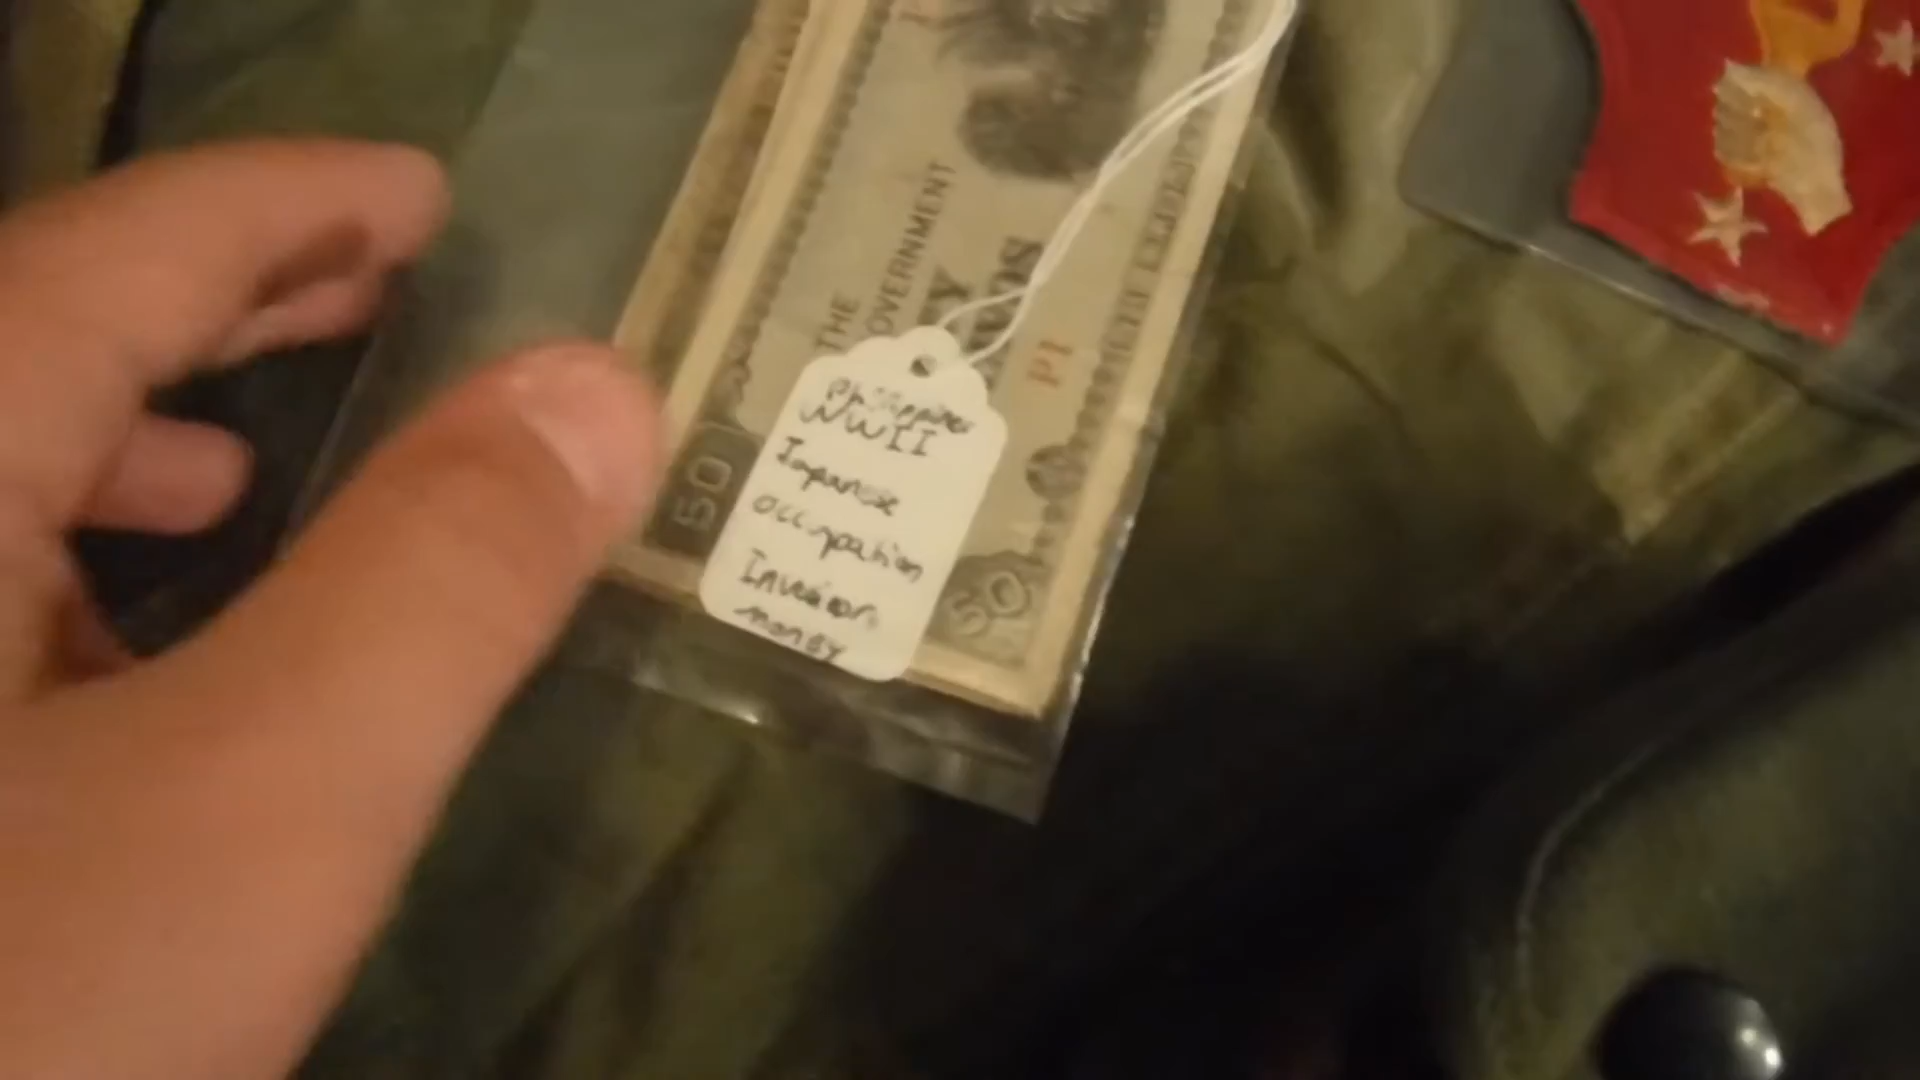 THE
GOVERNMENT
PI
50
50
Philippines
WWII
Japanese
occupation
Invasion
money